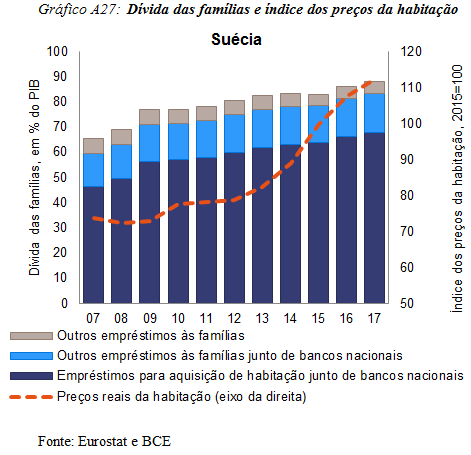 Gráfico A27: Dívida das famílias e índice dos preços da habitação
Suécia
Dívida das famílias, em % do PIB
100
90
80
70
60
50
40
30
20
10
0
120
110
100
90
80
70
60
50
Índice dos preços da habitação, 2015=100
07 08 09 10 11 12 13 14 15 16 17
Outros empréstimos às famílias
Outros empréstimos às famílias junto de bancos nacionais
Empréstimos para aquisição de habitação junto de bancos nacionais
Preços reais da habitação (eixo da direita)
Fonte: Eurostat e BCE